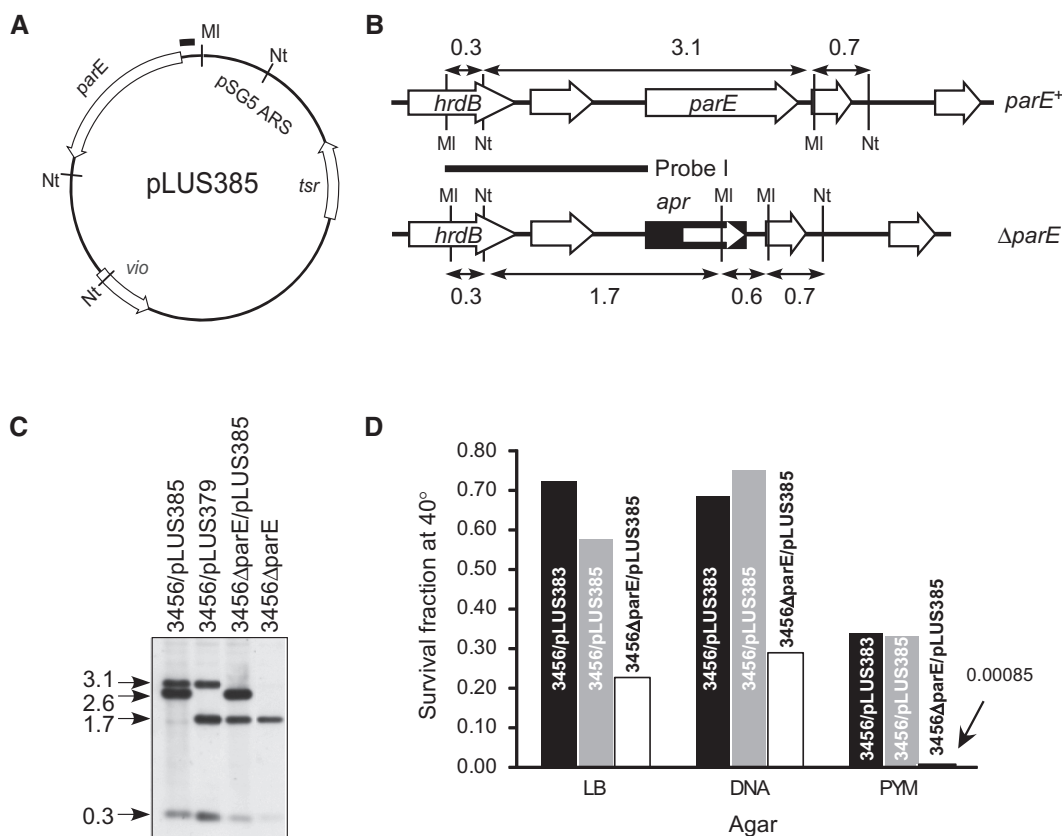 A
Ml
Nt
parE
pSG5 ARS
pLUS385
tsr
Nt
vio
Nt
B
0.3 3.1 0.7
hrdB parE parE+
Ml Nt Ml Nt
Probe I
Ml Nt apr Ml Ml Nt
hrdB ΔparE
0.3 1.7 0.6 0.7
C
3456/pLUS385
3456/pLUS379
3456ΔparE/pLUS385
3456ΔparE
3.1
2.6
1.7
0.3
D
Survival fraction at 40°
0.80
0.70
0.60
0.50
0.40
0.30
0.20
0.10
0.00
3456/pLUS383
3456/pLUS385
3456ΔparE/pLUS385
3456/pLUS383
3456/pLUS385
3456ΔparE/pLUS385
3456/pLUS383
3456/pLUS385
3456ΔparE/pLUS385
0.00085
LB DNA PYM
Agar